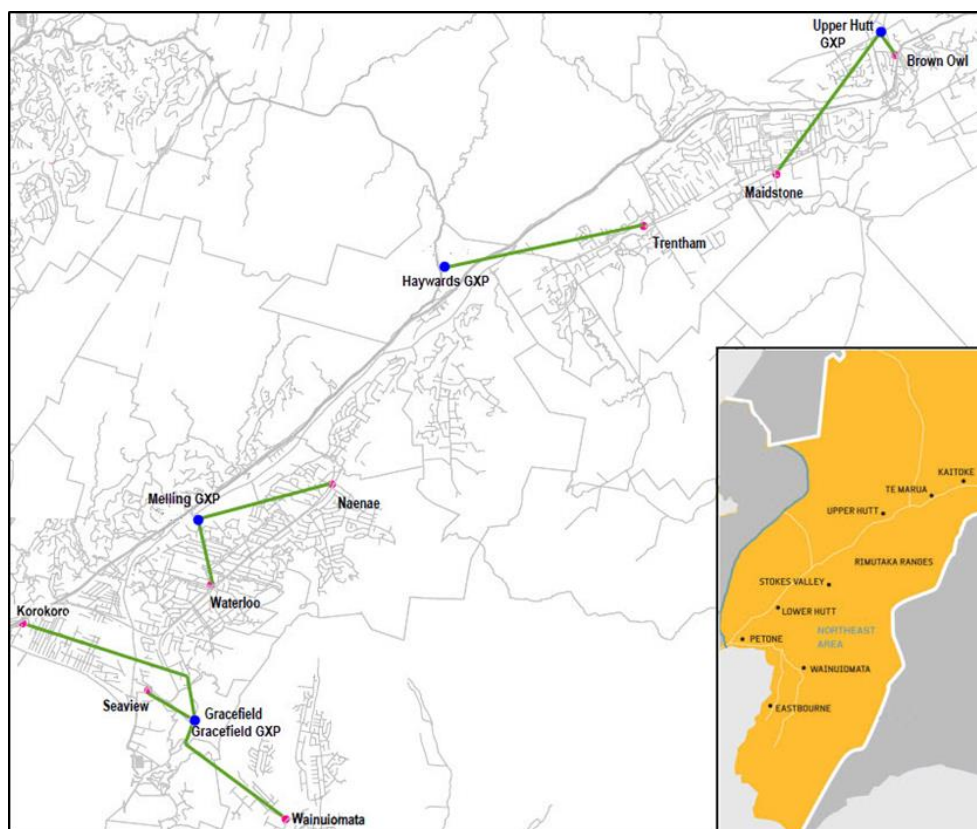 Upper Hutt
GXP
Brown Owl
Maidstone
Trentham
Haywards GXP
Naenae
Melling GXP
Waterloo
Korokoro
Seaview
Gracefield
Gracefield GXP
Wainuiomata
KAITOKE
TE MARUA
UPPER HUTT
RIMUTAKA RANGES
STOKES VALLEY
LOWER HUTT
NORTHEAST
AREA
PETONE
WAINUIOMATA
EASTBOURNE